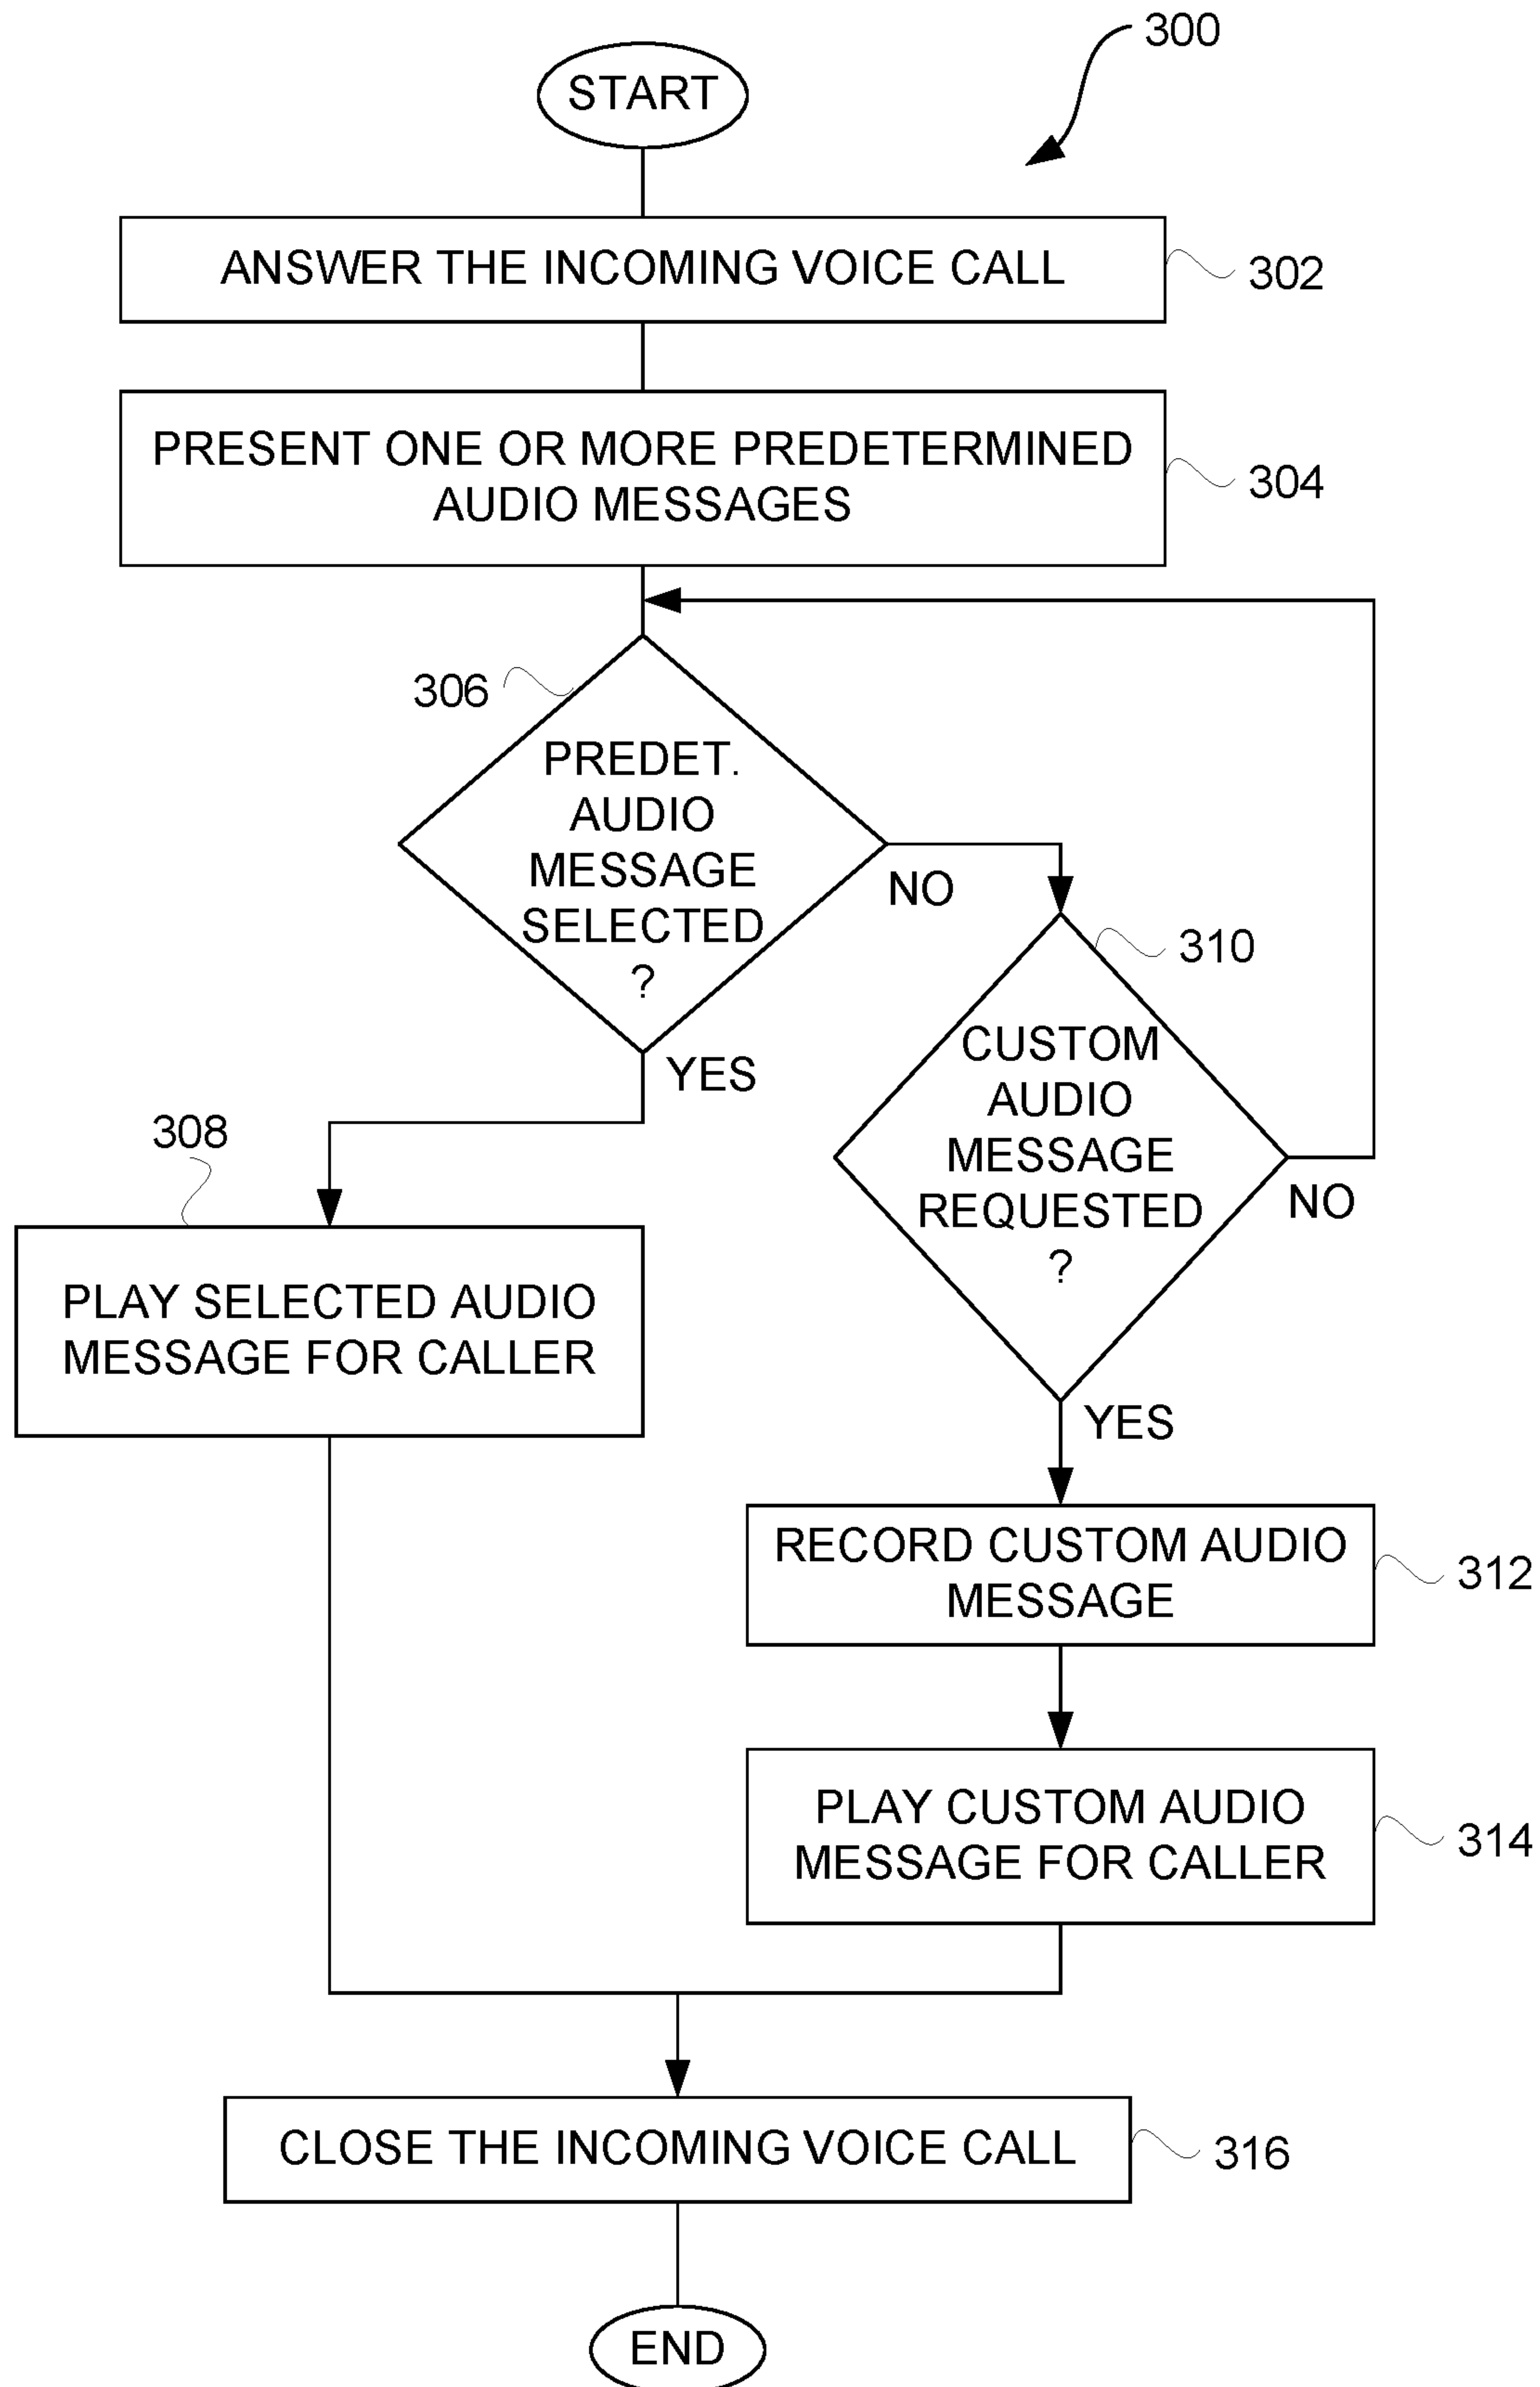 300
START
ANSWER THE INCOMING VOICE CALL
302
PRESENT ONE OR MORE PREDETERMINED
AUDIO MESSAGES
304
306
PREDET.
AUDIO
MESSAGE
SELECTED
?
NO
YES
310
CUSTOM
AUDIO
MESSAGE
REQUESTED
?
NO
YES
308
PLAY SELECTED AUDIO
MESSAGE FOR CALLER
RECORD CUSTOM AUDIO
MESSAGE
312
PLAY CUSTOM AUDIO
MESSAGE FOR CALLER
314
CLOSE THE INCOMING VOICE CALL
316
END